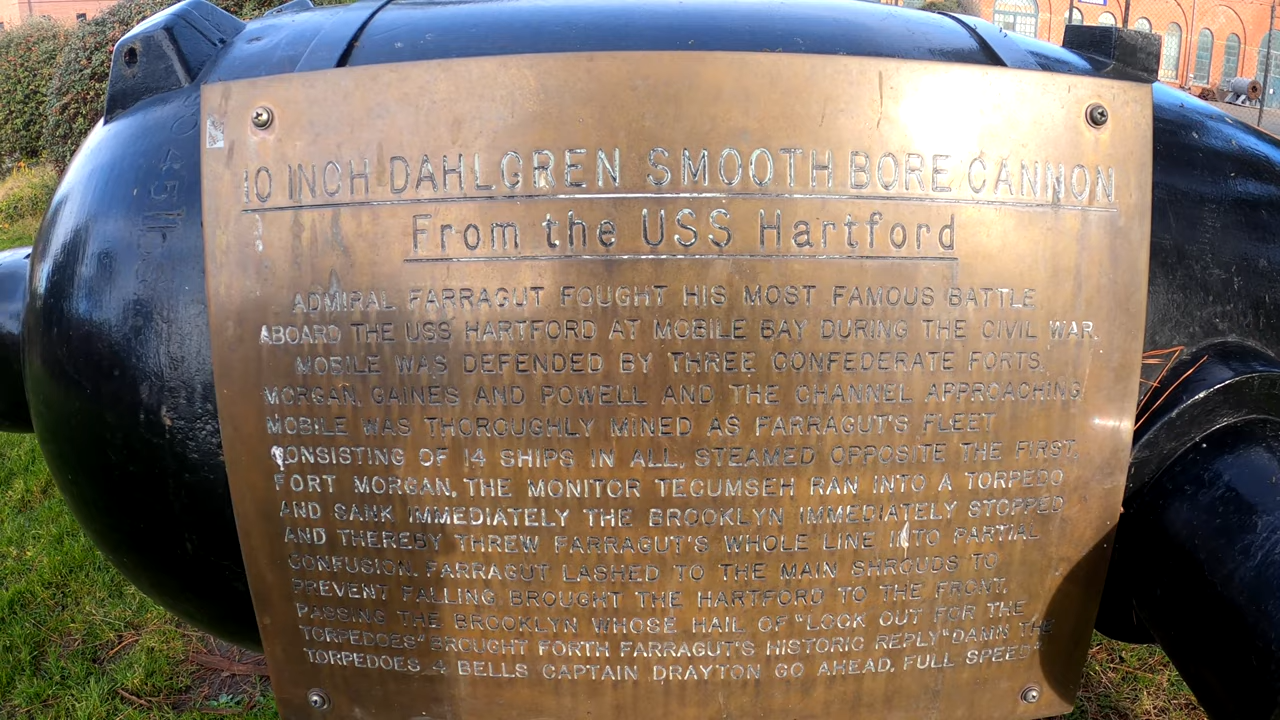 10 INCH DAHLGREN SMOOTH BORE CANNON
From the USS Hartford
ADMIRAL FARRAGUT FOUGHT HIS MOST FAMOUS BATTLE
ABOARD THE USS HARTFORD AT MOBILE BAY DURING THE CIVIL WAR.
MOBILE WAS DEFENDED BY THREE CONFEDERATE FORTS,
MORGAN, GAINES AND POWELL AND THE CHANNEL APPROACHING
MOBILE WAS THOROUGHLY MINED AS FARRAGUT'S FLEET
CONSISTING OF 14 SHIPS IN ALL, STEAMED OPPOSITE THE FIRST,
FORT MORGAN, THE MONITOR TECUMSEH RAN INTO A TORPEDO
AND SANK IMMEDIATELY THE BROOKLYN IMMEDIATELY STOPPED
AND THEREBY THREW FARRAGUT'S WHOLE LINE INTO PARTIAL
CONFUSION. FARRAGUT LASHED TO THE MAIN SHROUDS TO
PREVENT FALLING BROUGHT THE HARTFORD TO THE FRONT,
PASSING THE BROOKLYN WHOSE HAIL OF "LOOK OUT FOR THE
TORPEDOES" BROUGHT FORTH FARRAGUT'S HISTORIC REPLY "DAMN THE
TORPEDOES 4 BELLS CAPTAIN DRAYTON GO AHEAD, FULL SPEED"